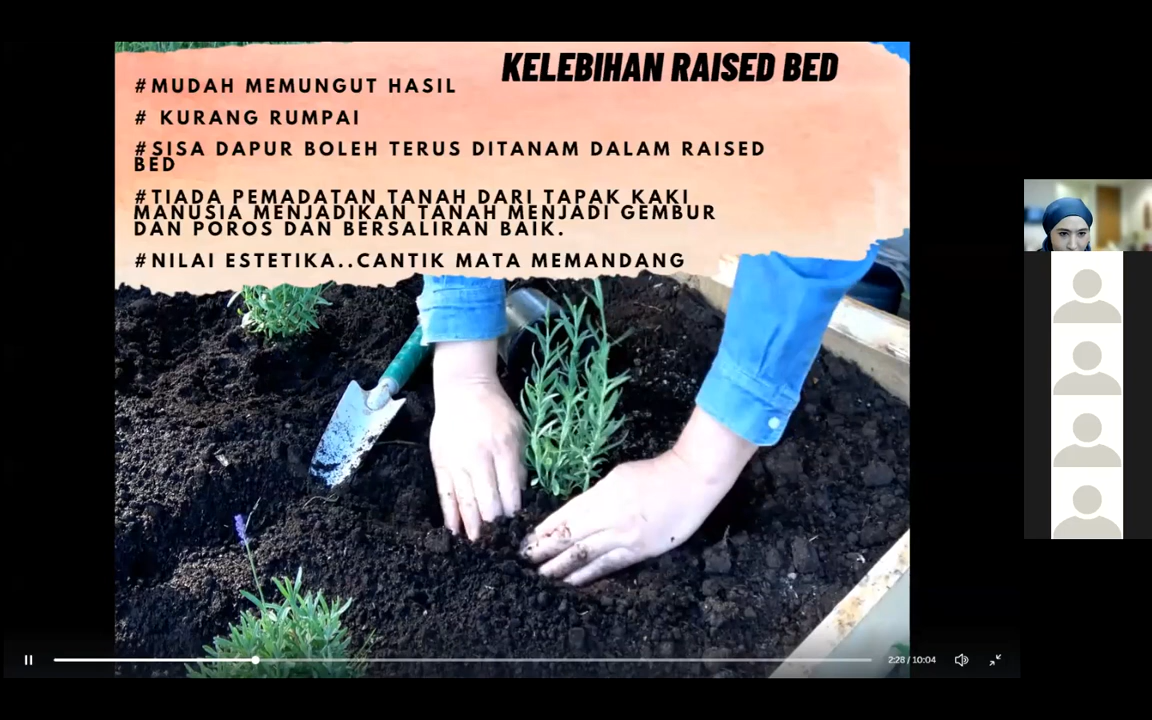 KELEBIHAN RAISED BED
#MUDAH MEMUNGUT HASIL
# KURANG RUMPAI
#SISA DAPUR BOLEH TERUS DITANAM DALAM RAISED
BED
#TIADA PEMADATAN TANAH DARI TAPAK KAKI
MANUSIA MENJADIKAN TANAH MENJADI GEMBUR
DAN POROS DAN BERSALIRAN BAIK.
#NILAI ESTETIKA..CANTIK MATA MEMANDANG
2:28 / 10:04